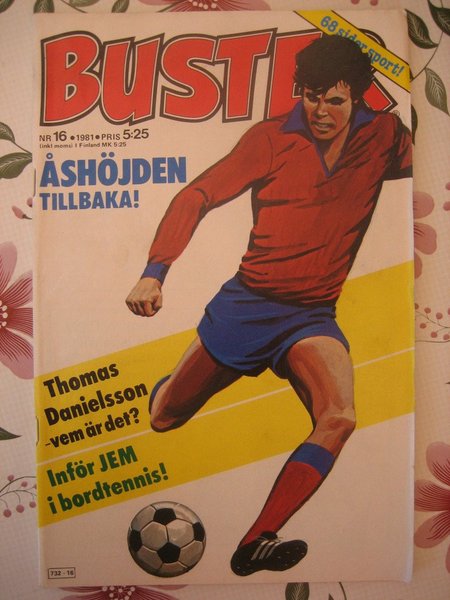 68 sidor sport!
BUSTER
NR 16 • 1981 • PRIS 5:25
(inkl moms) I Finland MK 5:25
ÅSHÖJDEN
TILLBAKA!
Thomas
Danielsson
-vem är det?
Inför JEM
i bordtennis!
732-16